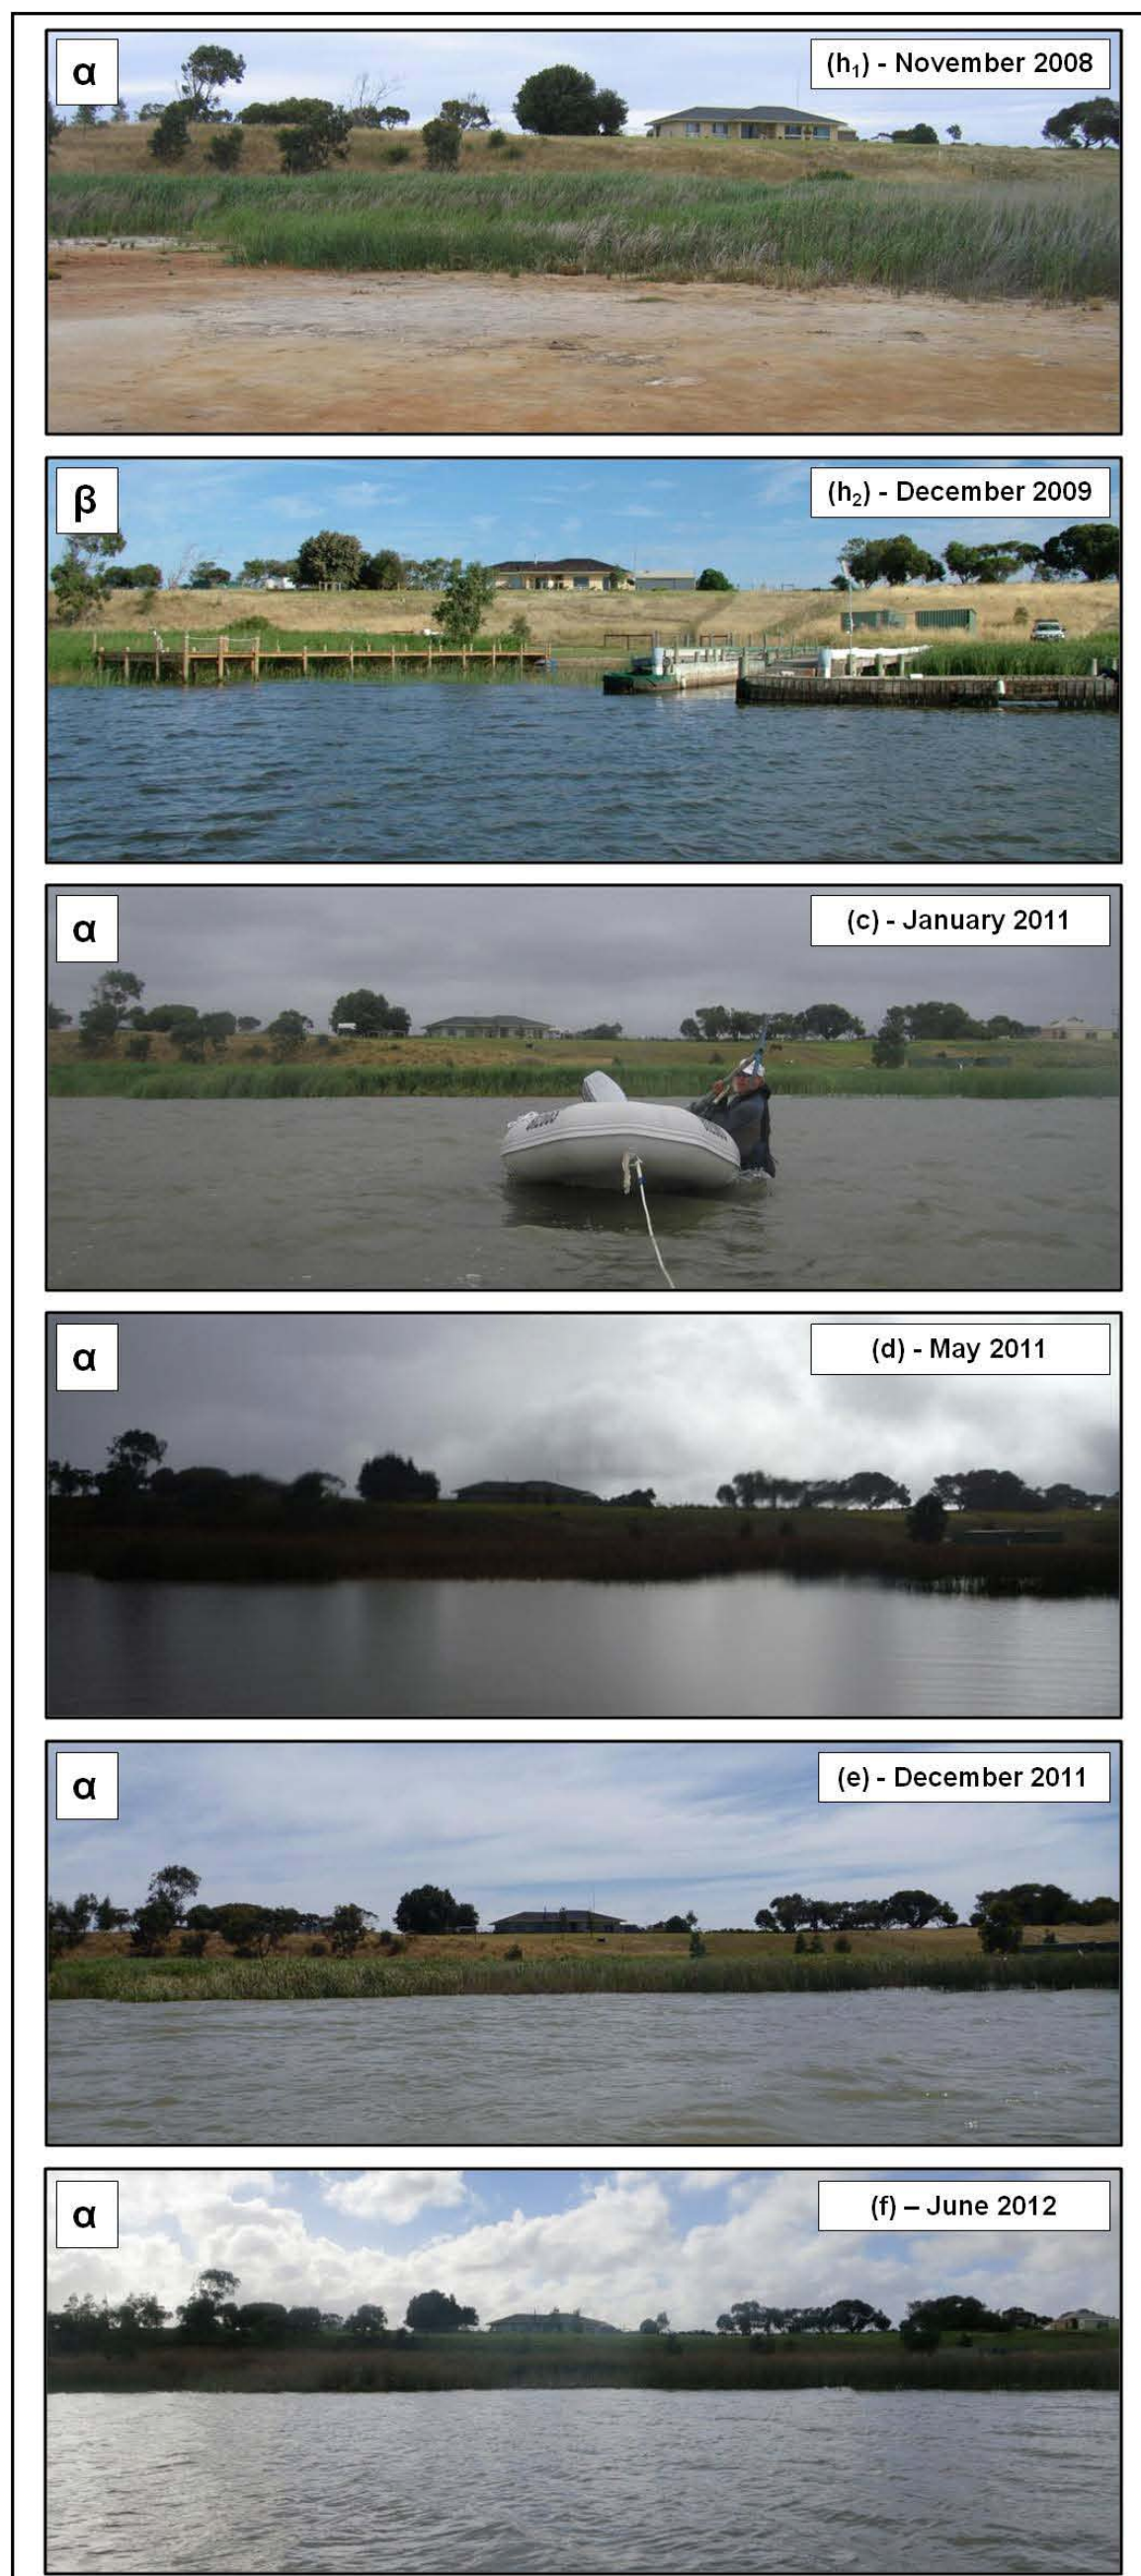 α
(h₁) - November 2008
β
(h₂) - December 2009
α
(c) - January 2011
α
(d) - May 2011
α
(e) - December 2011
α
(f) – June 2012